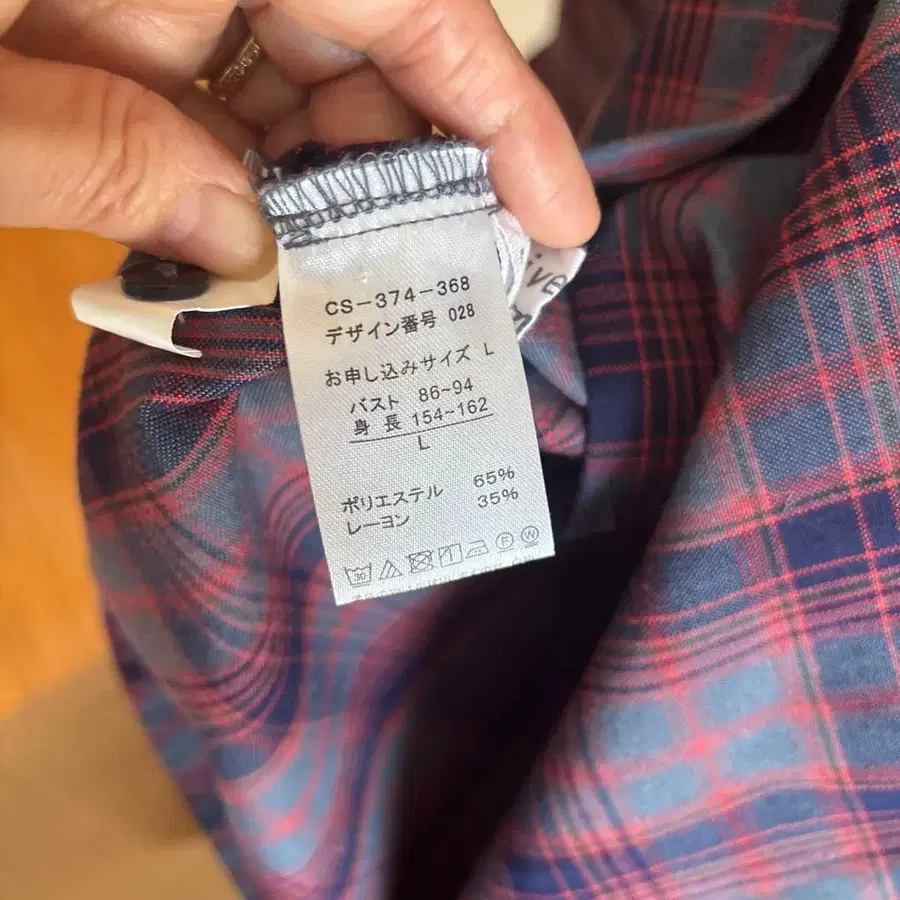 CS-374-368
デザイン番号 028
お申し込みサイズ L
バスト 86~94
身長 154~162
L
ポリエステル 65%
レーヨン 35%
30
F W
ive